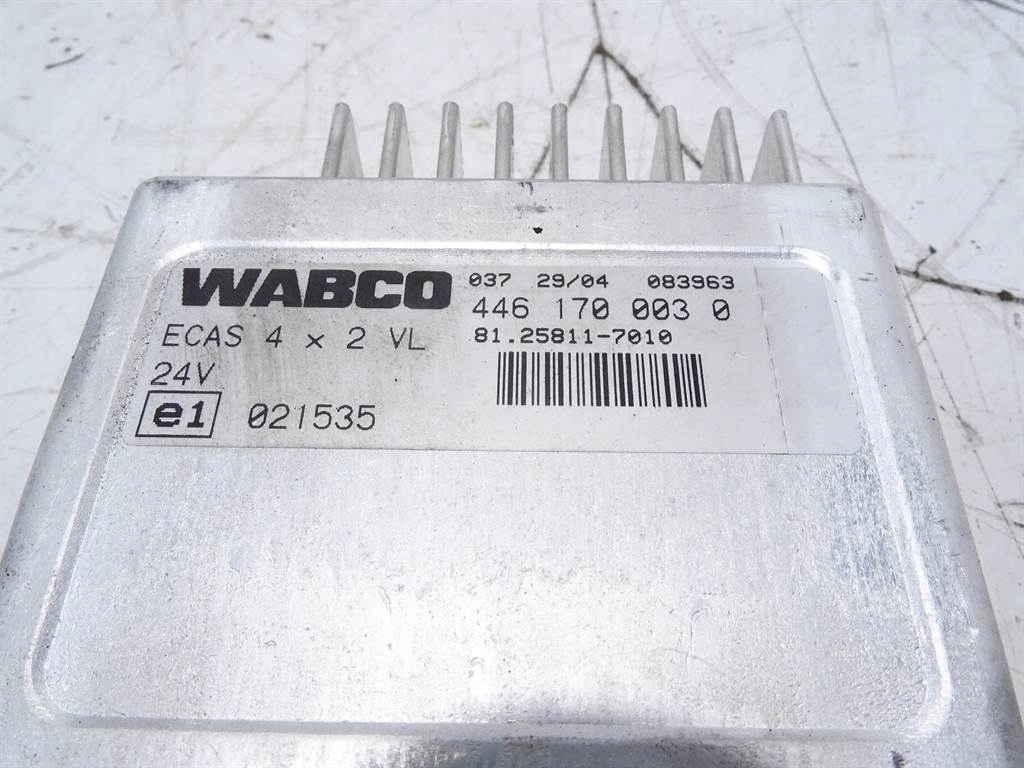 WABCO 037 29/04 083963
446 170 003 0
ECAS 4 x 2 VL 81.25811-7010
24V
e1 021535